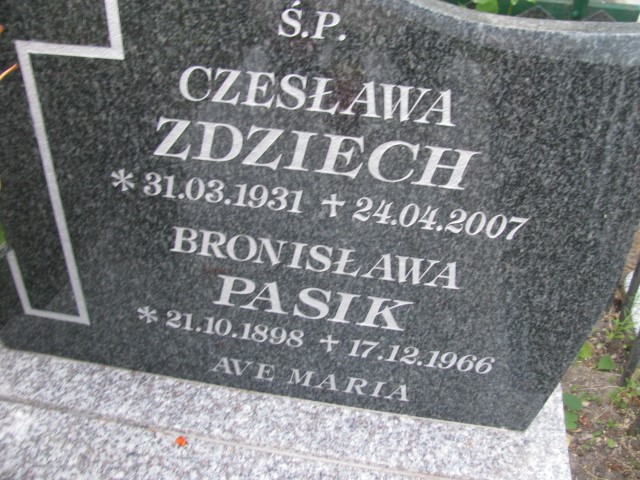 Ś.P.
CZESŁAWA
ZDZIECH
* 31.03.1931 ✝ 24.04.2007
BRONISŁAWA
PASIK
* 21.10.1898 ✝ 17.12.1966
AVE MARIA